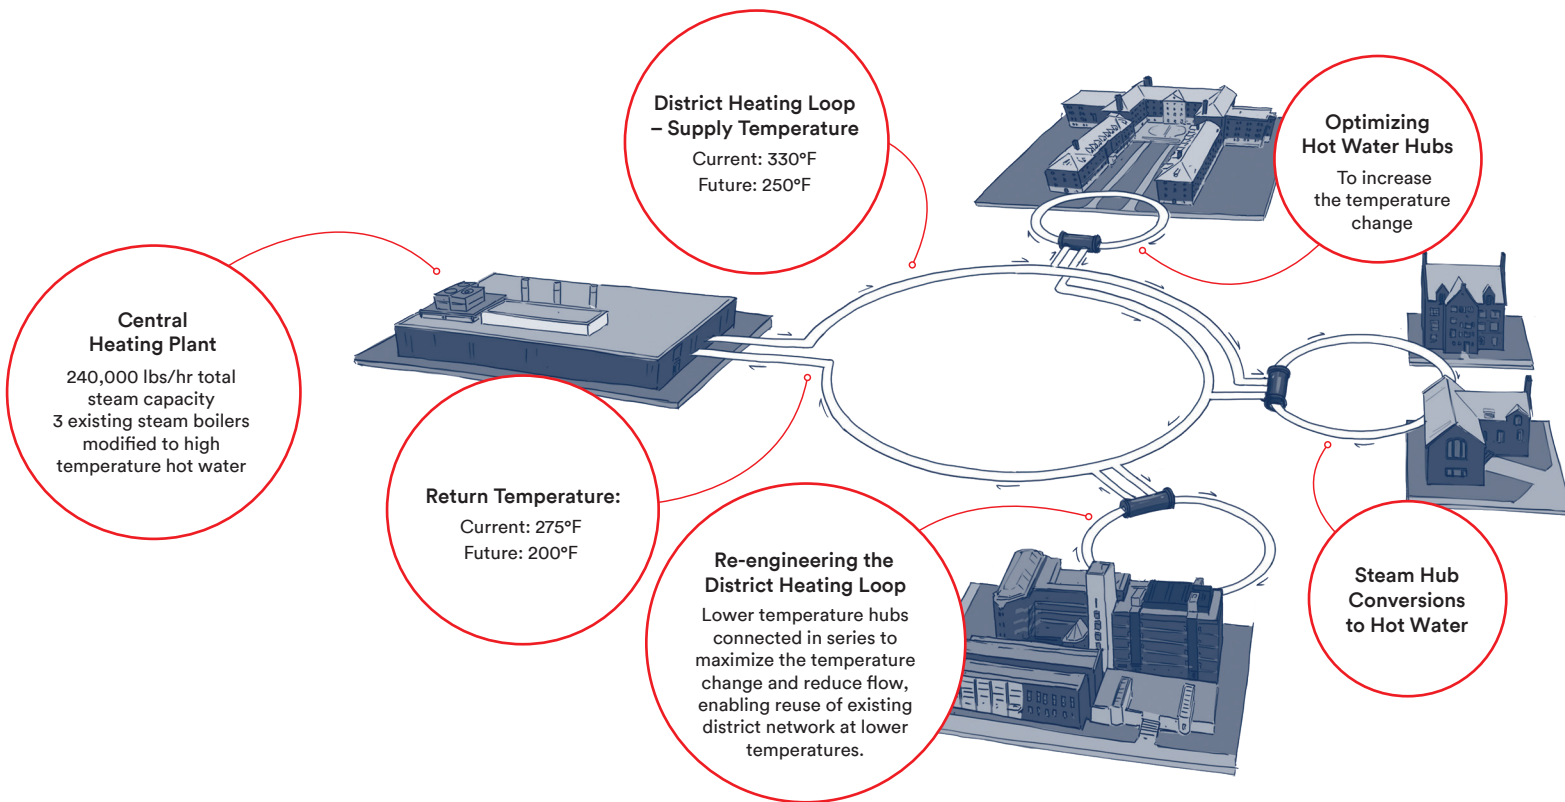 District Heating Loop
– Supply Temperature
Current: 330°F
Future: 250°F
Optimizing
Hot Water Hubs
To increase
the temperature
change
Central
Heating Plant
240,000 lbs/hr total
steam capacity
3 existing steam boilers
modified to high
temperature hot water
Return Temperature:
Current: 275°F
Future: 200°F
Re-engineering the
District Heating Loop
Lower temperature hubs
connected in series to
maximize the temperature
change and reduce flow,
enabling reuse of existing
district network at lower
temperatures.
Steam Hub
Conversions
to Hot Water